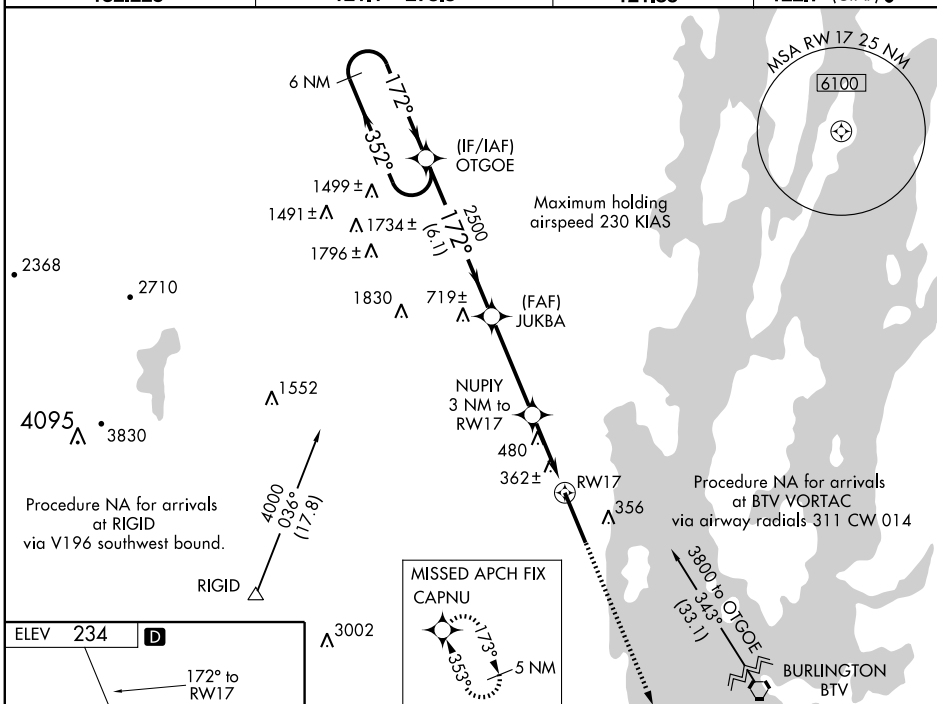 MSA RW 17 25 NM
6100
6 NM
172°
352°
(IF/IAF)
OTGOE
1499 ±
1491 ±
1734 ±
1796 ±
2500
172°
(6.1)
Maximum holding
airspeed 230 KIAS
2368
2710
1830
719±
(FAF)
JUKBA
NUPIY
3 NM to
RW17
1552
4095
3830
480
362±
RW17
356
Procedure NA for arrivals
at RIGID
via V196 southwest bound.
4000
036°
(17.8)
RIGID
Procedure NA for arrivals
at BTV VORTAC
via airway radials 311 CW 014
3800 to OTGOE
343°
(33.1)
BURLINGTON
BTV
MISSED APCH FIX
CAPNU
173°
353°
5 NM
ELEV 234 D
3002
172° to
RW17